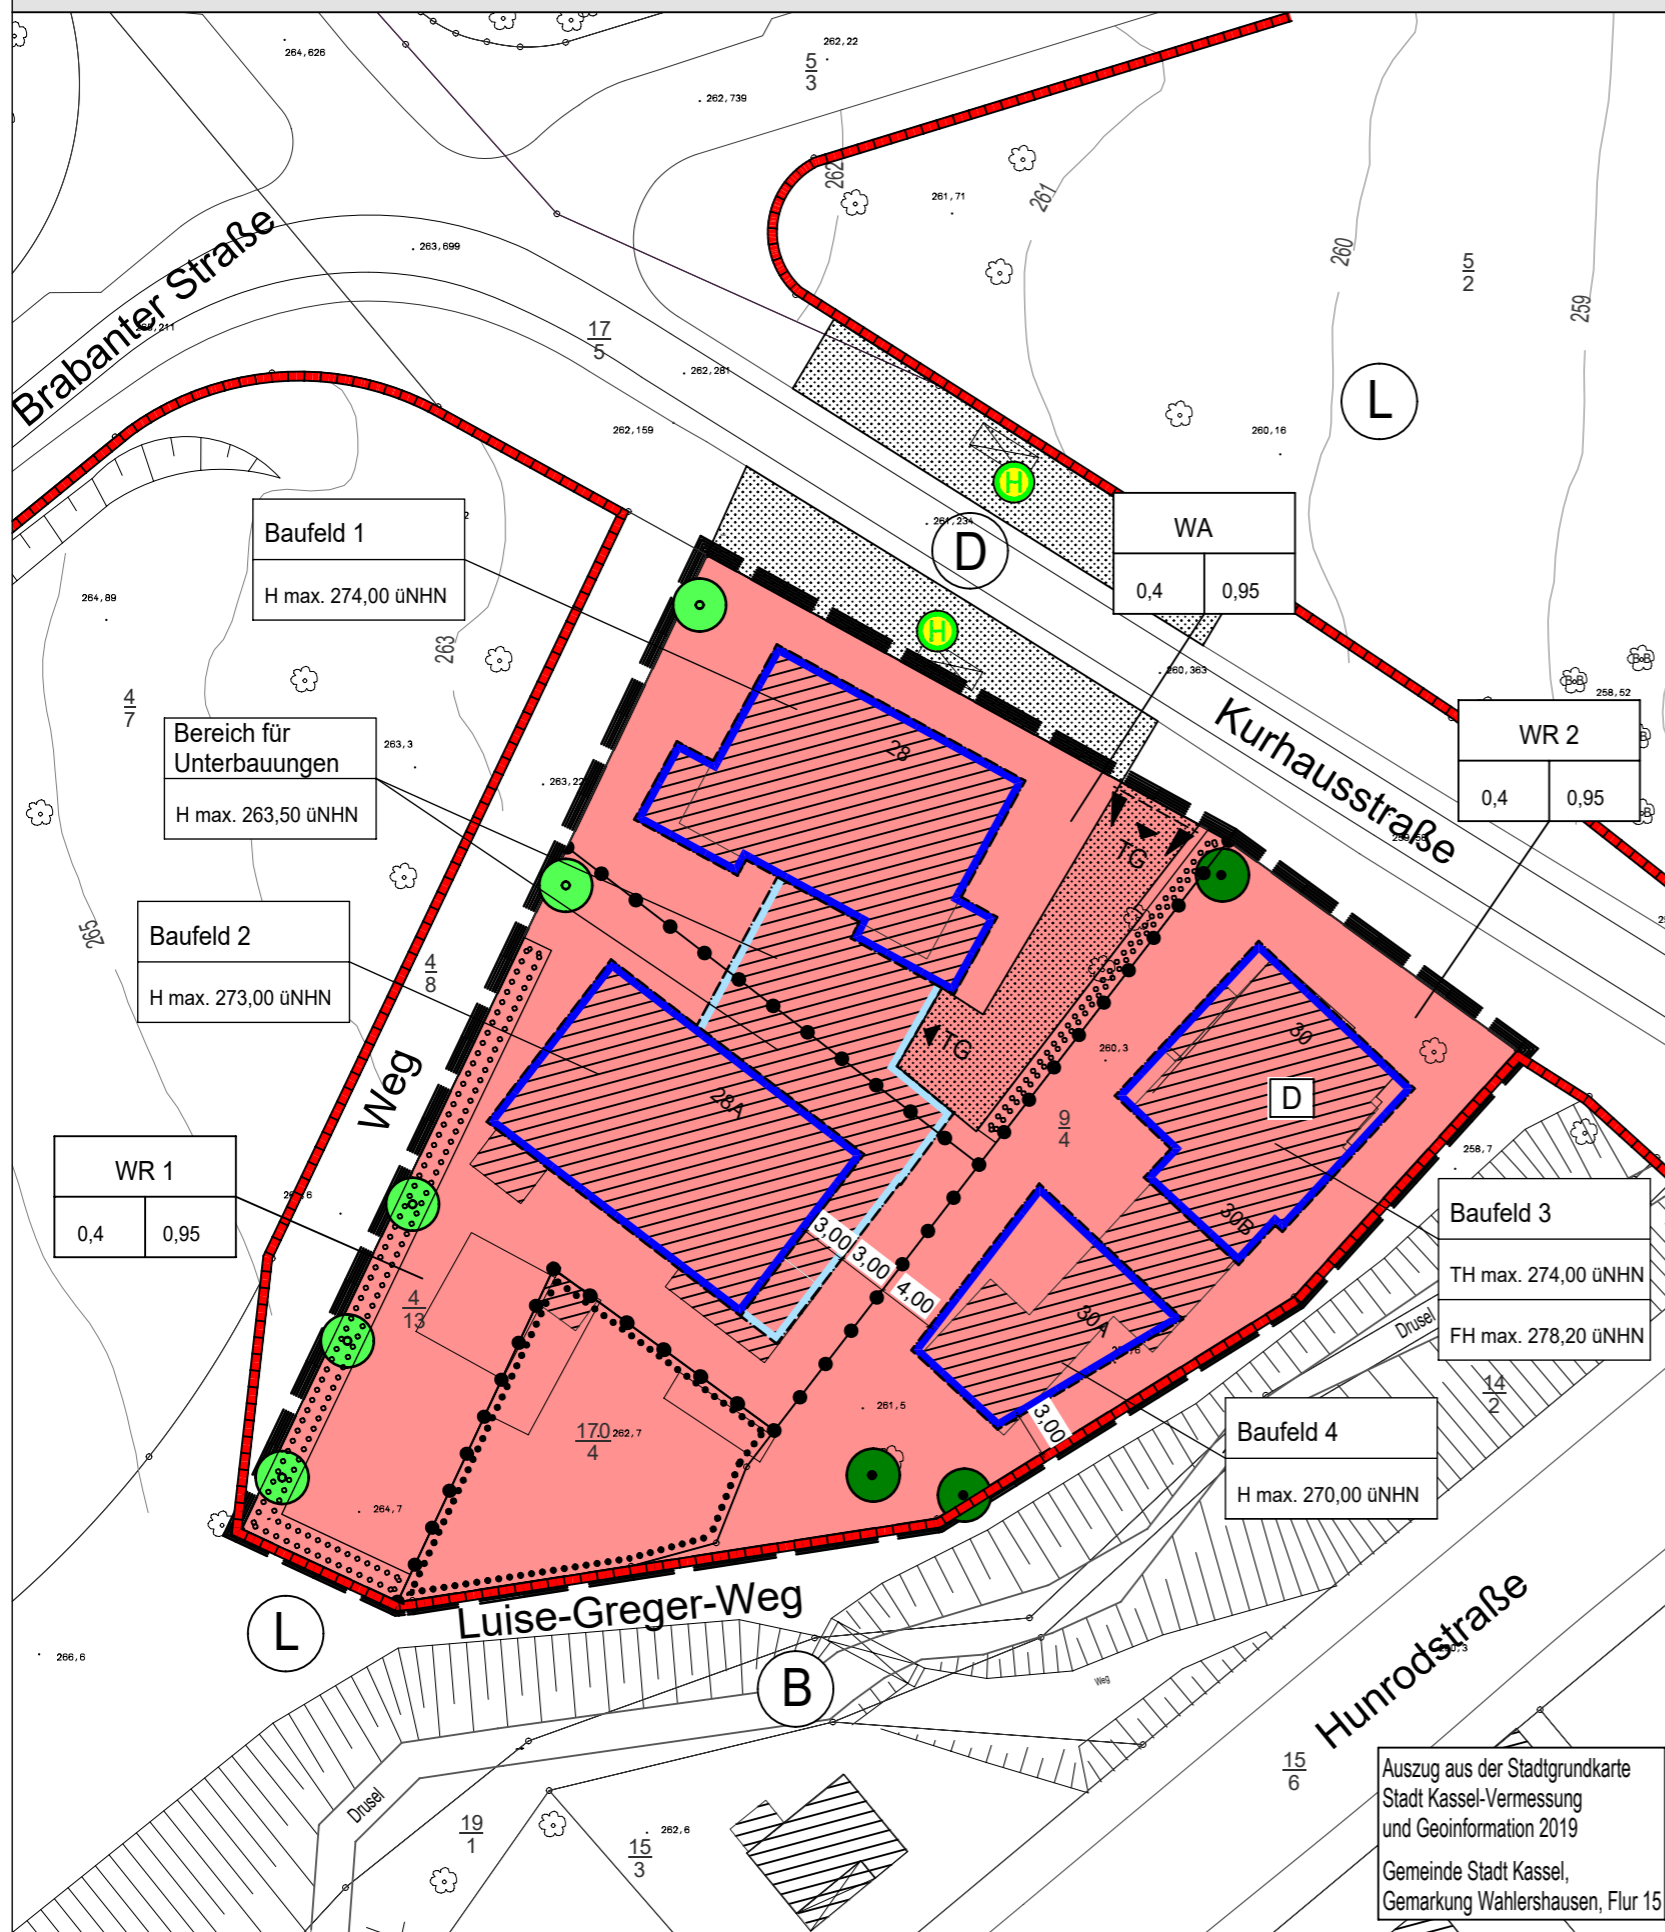 264,626
262,22
5
3
262,739
262
261,71
261
260
5
2
259
Brabanter Straße
263,699
17
5
262,281
262,159
L
260,16
H
WA
0,4
0,95
D
261,234
Baufeld 1
H max. 274,00 üNHN
264,89
263
H
260,363
258,52
4
7
Bereich für
Unterbauungen
H max. 263,50 üNHN
263,3
28
Kurhausstraße
WR 2
0,4
0,95
TG
265
Baufeld 2
H max. 273,00 üNHN
4
8
TG
260,3
30
D
9
4
Weg
28A
258,7
WR 1
0,4
0,95
3,00
3,00
4,00
30B
Baufeld 3
TH max. 274,00 üNHN
FH max. 278,20 üNHN
4
13
30A
Drusel
14
2
261,5
3,00
Baufeld 4
H max. 270,00 üNHN
170
4
262,7
264,7
Luise-Greger-Weg
L
266,6
B
Weg
Hunrodstraße
15
6
Drusel
19
1
262,6
15
3
Auszug aus der Stadtgrundkarte
Stadt Kassel-Vermessung
und Geoinformation 2019
Gemeinde Stadt Kassel,
Gemarkung Wahlershausen, Flur 15